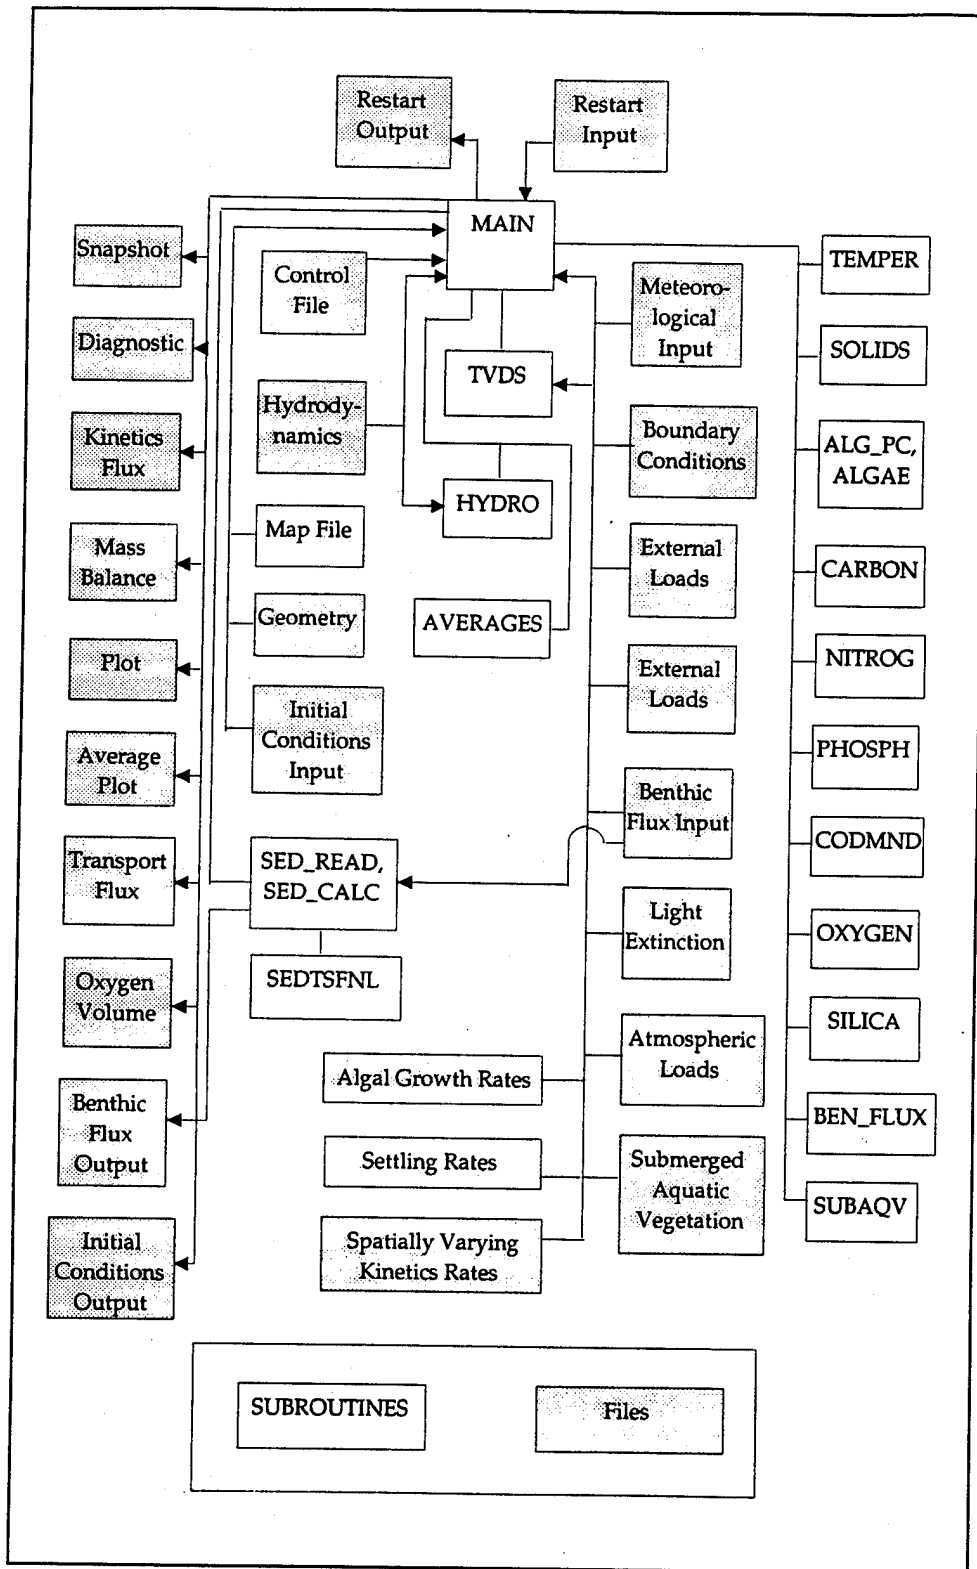 Restart
Output
Restart
Input
MAIN
Snapshot
Diagnostic
Kinetics
Flux
Mass
Balance
Plot
Average
Plot
Transport
Flux
Oxygen
Volume
Benthic
Flux
Output
Initial
Conditions
Output
Control
File
Hydrody-
namics
Map File
Geometry
Initial
Conditions
Input
SED_READ,
SED_CALC
SEDTSFNL
TVDS
HYDRO
AVERAGES
Algal Growth Rates
Settling Rates
Spatially Varying
Kinetics Rates
Meteoro-
logical
Input
Boundary
Conditions
External
Loads
External
Loads
Benthic
Flux Input
Light
Extinction
Atmospheric
Loads
Submerged
Aquatic
Vegetation
TEMPER
SOLIDS
ALG_PC,
ALGAE
CARBON
NITROG
PHOSPH
CODMND
OXYGEN
SILICA
BEN_FLUX
SUBAQV
SUBROUTINES
Files